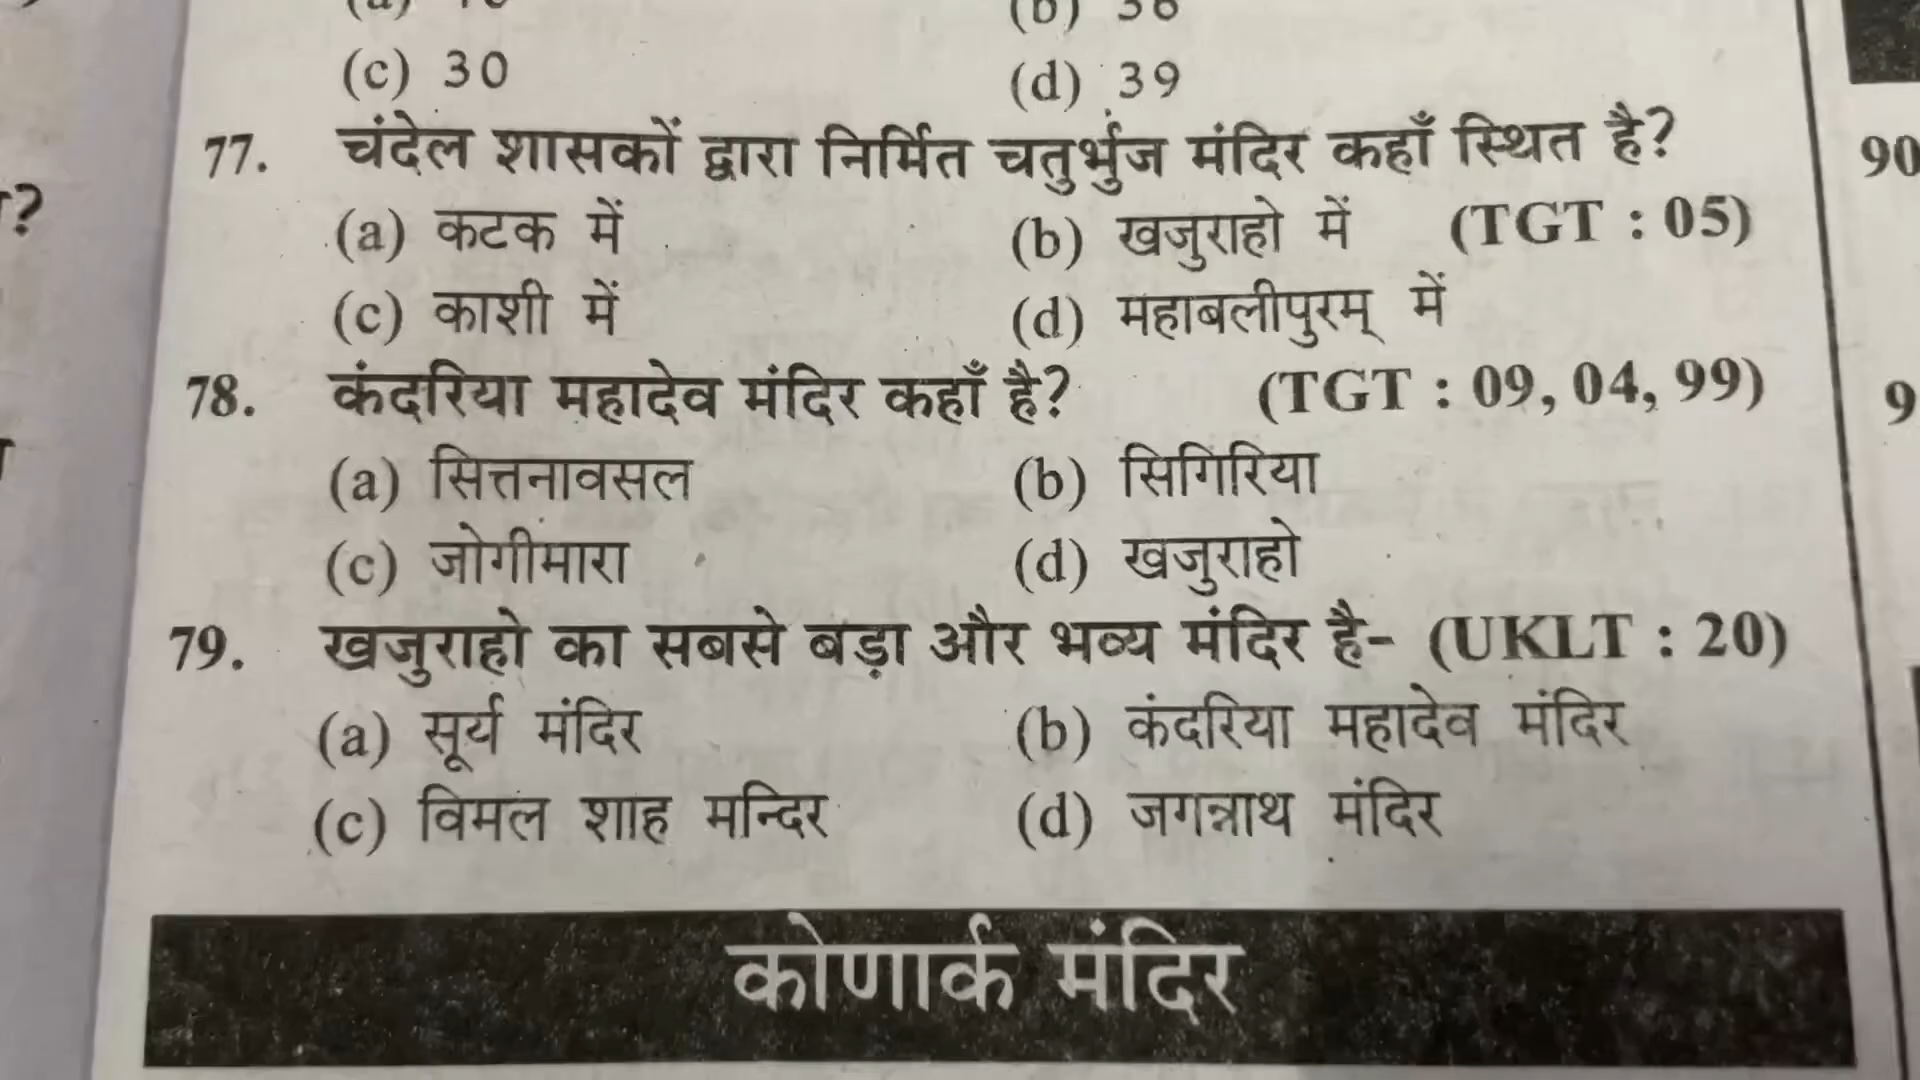 (c) 30 (d) 39
77. चंदेल शासकों द्वारा निर्मित चतुर्भुज मंदिर कहाँ स्थित है?
(a) कटक में (b) खजुराहो में (TGT : 05)
(c) काशी में (d) महाबलीपुरम् में
78. कंदरिया महादेव मंदिर कहाँ है? (TGT : 09, 04, 99)
(a) सित्तनावसल (b) सिगिरिया
(c) जोगीमारा (d) खजुराहो
79. खजुराहो का सबसे बड़ा और भव्य मंदिर है- (UKLT : 20)
(a) सूर्य मंदिर (b) कंदरिया महादेव मंदिर
(c) विमल शाह मन्दिर (d) जगन्नाथ मंदिर
कोणार्क मंदिर
90